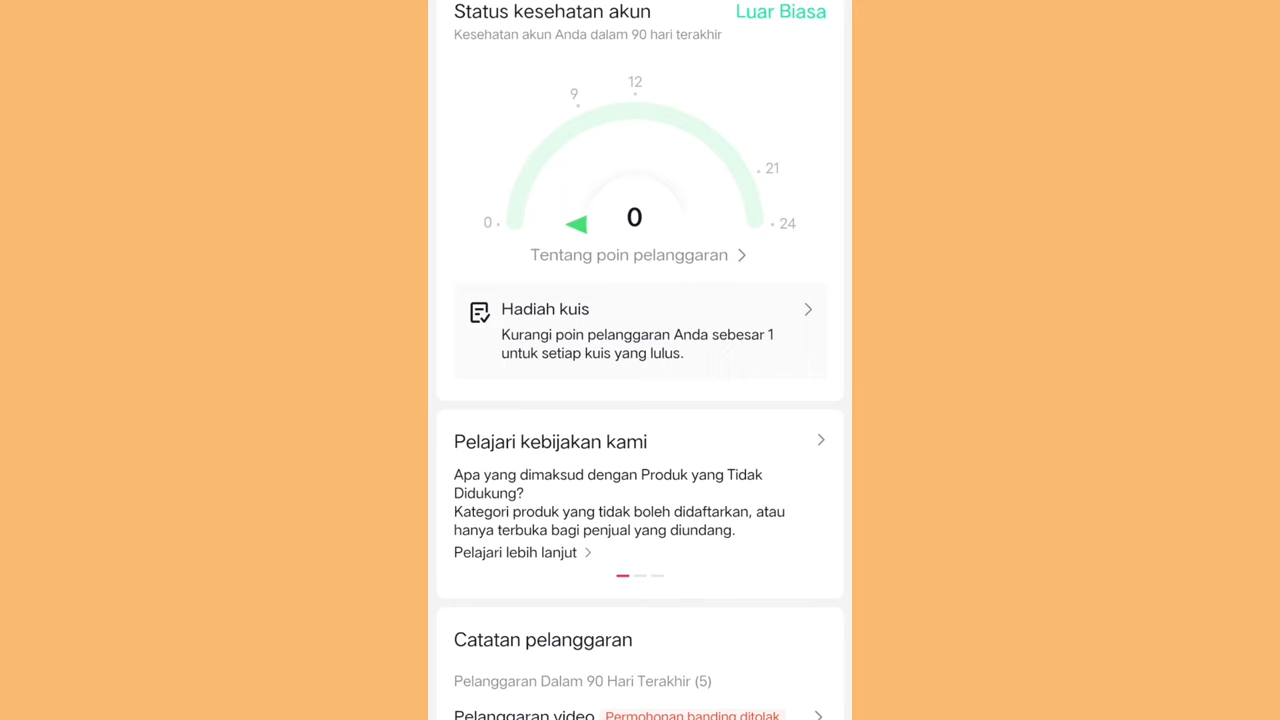 Status kesehatan akun
Luar Biasa
Kesehatan akun Anda dalam 90 hari terakhir
12
9
21
0
24
0
Tentang poin pelanggaran
Hadiah kuis
Kurangi poin pelanggaran Anda sebesar 1
untuk setiap kuis yang lulus.
Pelajari kebijakan kami
Apa yang dimaksud dengan Produk yang Tidak
Didukung?
Kategori produk yang tidak boleh didaftarkan, atau
hanya terbuka bagi penjual yang diundang.
Pelajari lebih lanjut
Catatan pelanggaran
Pelanggaran Dalam 90 Hari Terakhir (5)
Pelanggaran video Permohonan banding ditolak